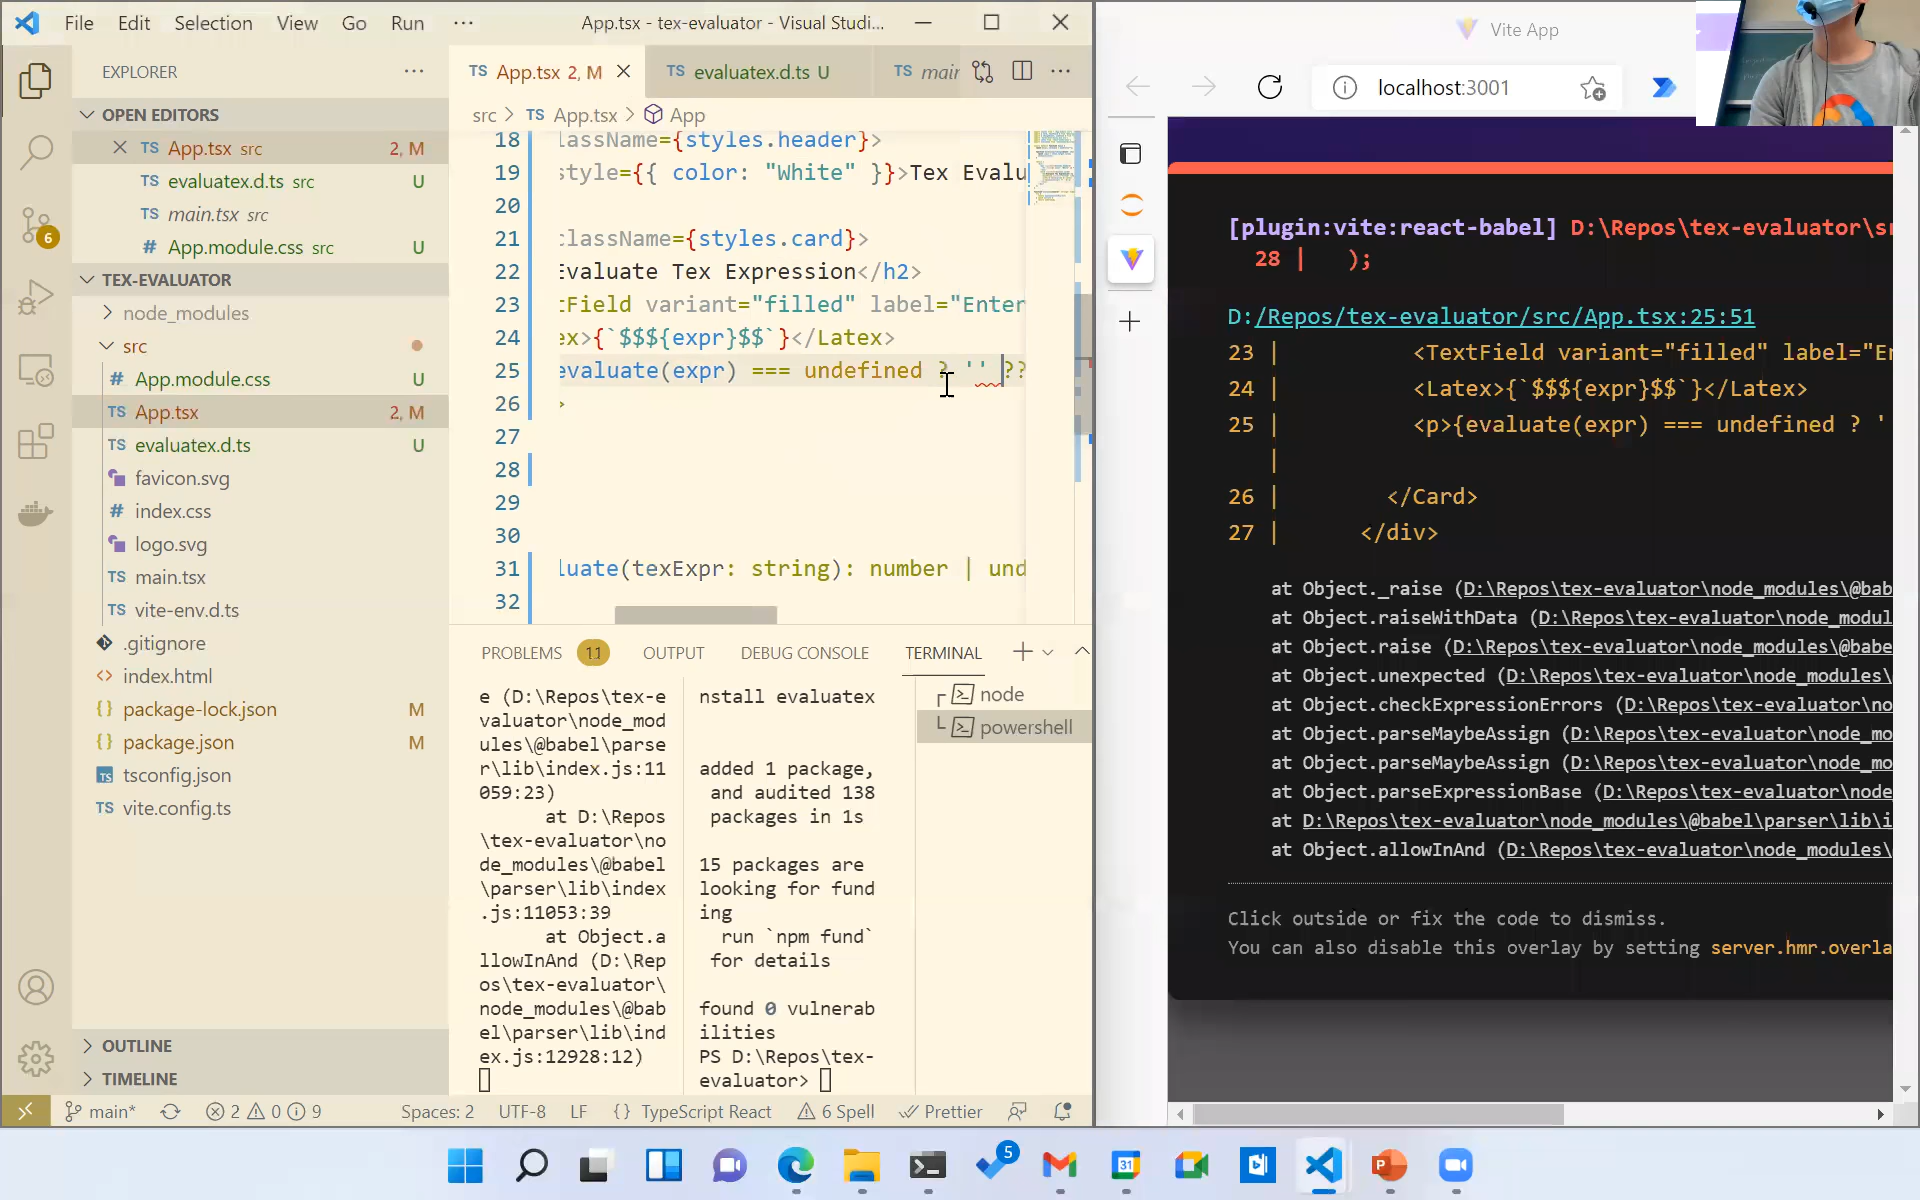 File Edit Selection View Go Run ··· App.tsx - tex-evaluator - Visual Studi...
EXPLORER ···
OPEN EDITORS
TS App.tsx src 2, M
TS evaluatex.d.ts src U
TS main.tsx src
# App.module.css src U
TEX-EVALUATOR
node_modules
src
# App.module.css U
TS App.tsx 2, M
TS evaluatex.d.ts U
favicon.svg
# index.css
logo.svg
TS main.tsx
TS vite-env.d.ts
.gitignore
<> index.html
{} package-lock.json M
{} package.json M
TS tsconfig.json
TS vite.config.ts
OUTLINE
TIMELINE
6
TS App.tsx 2, M TS evaluatex.d.ts U TS main ···
src > TS App.tsx > App
18 lassName={styles.header}>
19 style={{ color: "White" }}>Tex Evalu
20
21 className={styles.card}>
22 Evaluate Tex Expression</h2>
23 tField variant="filled" label="Enter
24 ex>{`$$${expr}$$`}</Latex>
25 evaluate(expr) === undefined ? '' ??
26 >
27
28
29
30
31 luate(texExpr: string): number | und
32
PROBLEMS 11 OUTPUT DEBUG CONSOLE TERMINAL
e (D:\Repos\tex-e
valuator\node_mod
ules\@babel\parse
r\lib\index.js:11
059:23)
at D:\Repos
\tex-evaluator\no
de_modules\@babel
\parser\lib\index
.js:11053:39
at Object.a
llowInAnd (D:\Rep
os\tex-evaluator\
node_modules\@bab
el\parser\lib\ind
ex.js:12928:12)
nstall evaluatex
added 1 package,
and audited 138
packages in 1s
15 packages are
looking for fund
ing
run `npm fund`
for details
found 0 vulnerab
ilities
PS D:\Repos\tex-
evaluator>
node
powershell
main* 2 0 9 Spaces: 2 UTF-8 LF {} TypeScript React 6 Spell Prettier
Vite App
localhost:3001
[plugin:vite:react-babel] D:\Repos\tex-evaluator\sr
28 | );
D:/Repos/tex-evaluator/src/App.tsx:25:51
23 | <TextField variant="filled" label="En
24 | <Latex>{`$$${expr}$$`}</Latex>
25 | <p>{evaluate(expr) === undefined ? '
|
26 | </Card>
27 | </div>
at Object._raise (D:\Repos\tex-evaluator\node_modules\@bab
at Object.raiseWithData (D:\Repos\tex-evaluator\node_modul
at Object.raise (D:\Repos\tex-evaluator\node_modules\@babe
at Object.unexpected (D:\Repos\tex-evaluator\node_modules\
at Object.checkExpressionErrors (D:\Repos\tex-evaluator\no
at Object.parseMaybeAssign (D:\Repos\tex-evaluator\node_mo
at Object.parseMaybeAssign (D:\Repos\tex-evaluator\node_mo
at Object.parseExpressionBase (D:\Repos\tex-evaluator\node
at D:\Repos\tex-evaluator\node_modules\@babel\parser\lib\i
at Object.allowInAnd (D:\Repos\tex-evaluator\node_modules\
Click outside or fix the code to dismiss.
You can also disable this overlay by setting server.hmr.overla
5
31